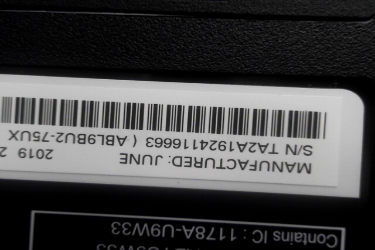 MANUFACTURED: JUNE 2019
S/N TA2A1924116663 ( ABL9BU2-75UX
Contains IC : 1178A-U9W33